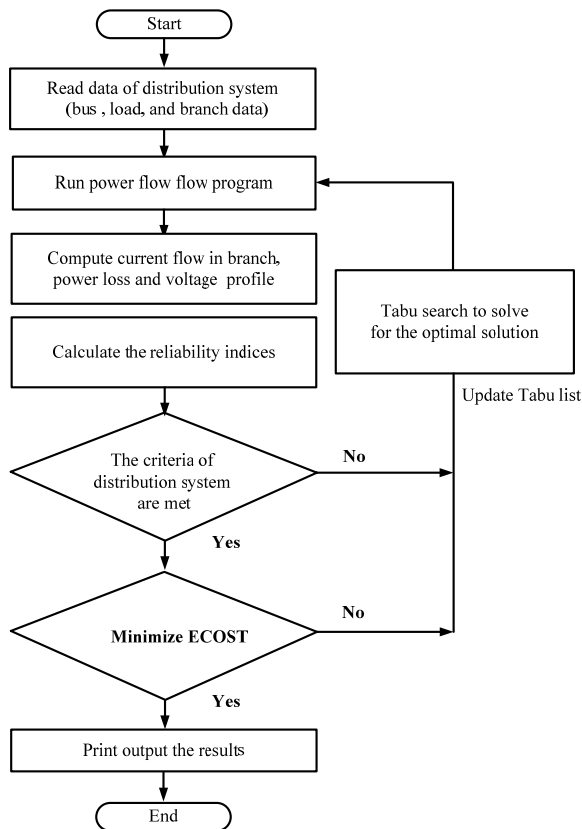 Start
Read data of distribution system
(bus , load, and branch data)
Run power flow flow program
Compute current flow in branch,
power loss and voltage profile
Tabu search to solve
for the optimal solution
Calculate the reliability indices
Update Tabu list
The criteria of
distribution system
are met
No
Yes
Minimize ECOST
No
Yes
Print output the results
End